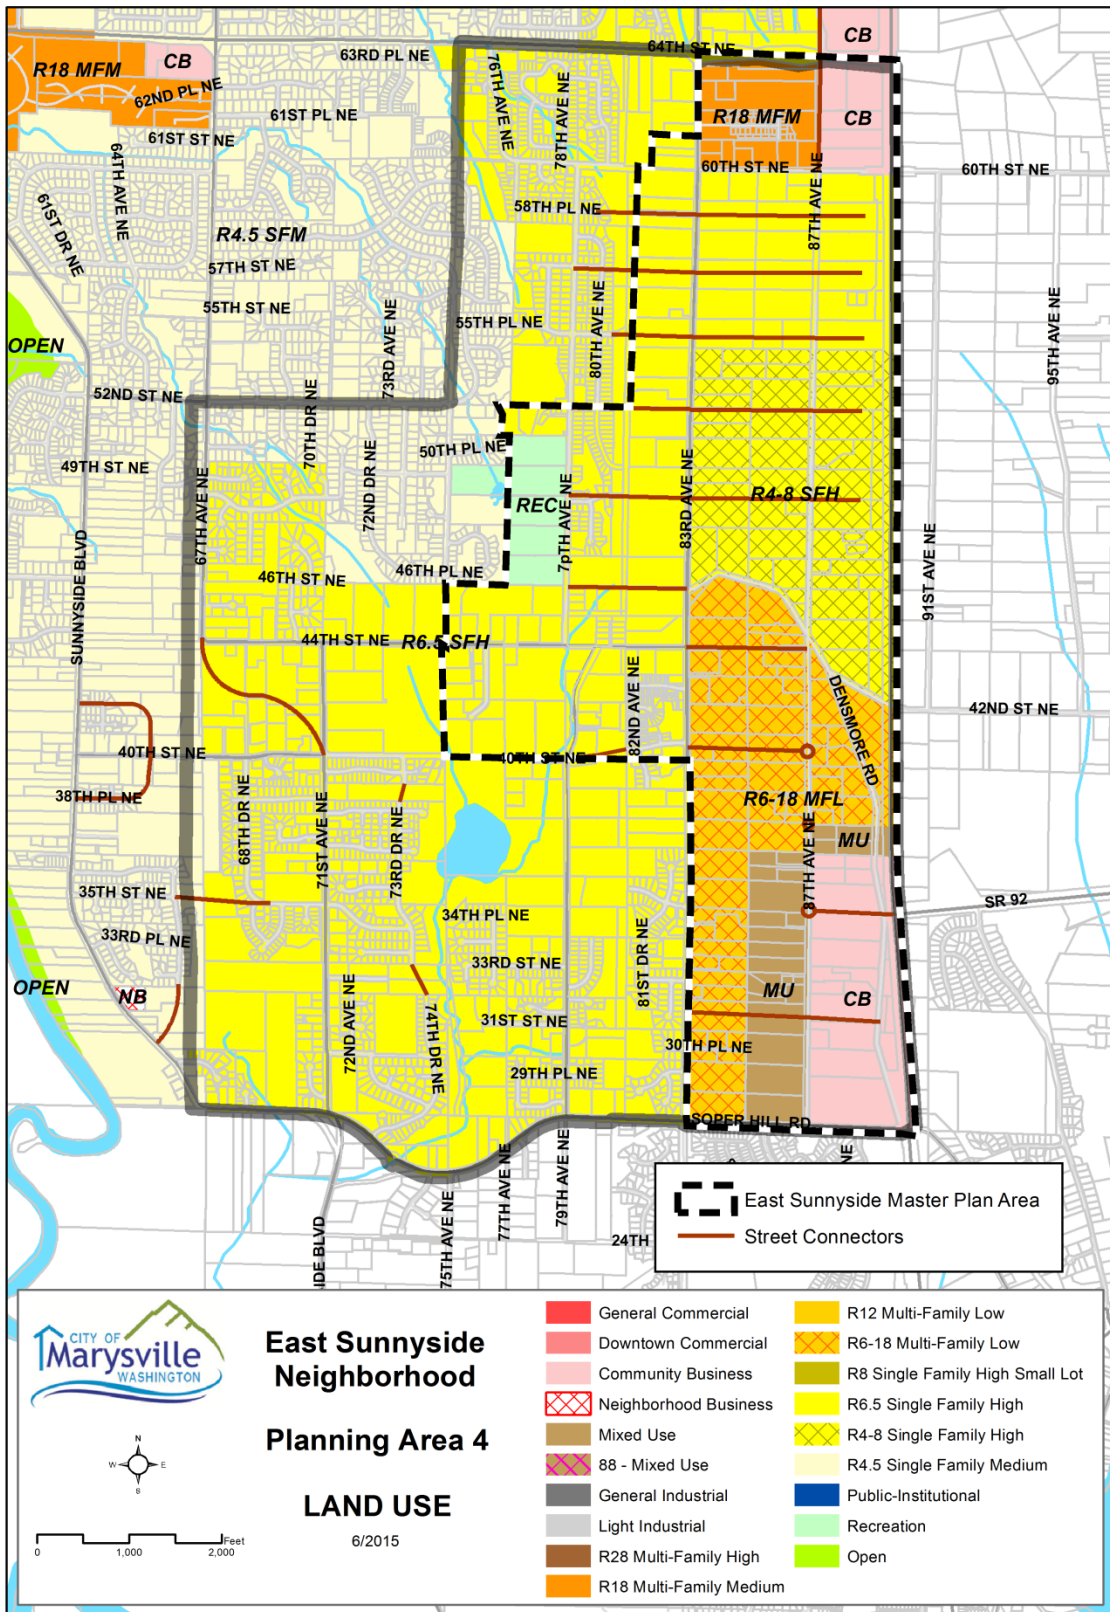 CB
64TH ST NE
63RD PL NE
R18 MFM
CB
62ND PL NE
76TH AVE NE
78TH AVE NE
R18 MFM
CB
61ST PL NE
61ST ST NE
64TH AVE NE
60TH ST NE
60TH ST NE
87TH AVE NE
61ST DR NE
58TH PL NE
R4.5 SFM
57TH ST NE
55TH ST NE
55TH PL NE
73RD AVE NE
80TH AVE NE
95TH AVE NE
OPEN
52ND ST NE
70TH DR NE
50TH PL NE
49TH ST NE
72ND DR NE
67TH AVE NE
REC
7pTH AVE NE
83RD AVE NE
R4-8 SFH
91ST AVE NE
46TH ST NE
46TH PL NE
SUNNYSIDE BLVD
44TH ST NE
R6.5 SFH
82ND AVE NE
DENSMORE RD
42ND ST NE
40TH ST NE
40TH ST NE
38TH PL NE
68TH DR NE
71ST AVE NE
73RD DR NE
R6-18 MFL
MU
87TH AVE NE
35TH ST NE
34TH PL NE
SR 92
33RD PL NE
33RD ST NE
81ST DR NE
OPEN
NB
MU
CB
72ND AVE NE
74TH DR NE
31ST ST NE
30TH PL NE
29TH PL NE
SOPER HILL RD
NE
77TH AVE NE
79TH AVE NE
75TH AVE NE
IDE BLVD
24TH
East Sunnyside Master Plan Area
Street Connectors
CITY OF
Marysville
WASHINGTON
East Sunnyside
Neighborhood
Planning Area 4
LAND USE
6/2015
N
W
E
S
Feet
0
1,000
2,000
General Commercial
Downtown Commercial
Community Business
Neighborhood Business
Mixed Use
88 - Mixed Use
General Industrial
Light Industrial
R28 Multi-Family High
R18 Multi-Family Medium
R12 Multi-Family Low
R6-18 Multi-Family Low
R8 Single Family High Small Lot
R6.5 Single Family High
R4-8 Single Family High
R4.5 Single Family Medium
Public-Institutional
Recreation
Open